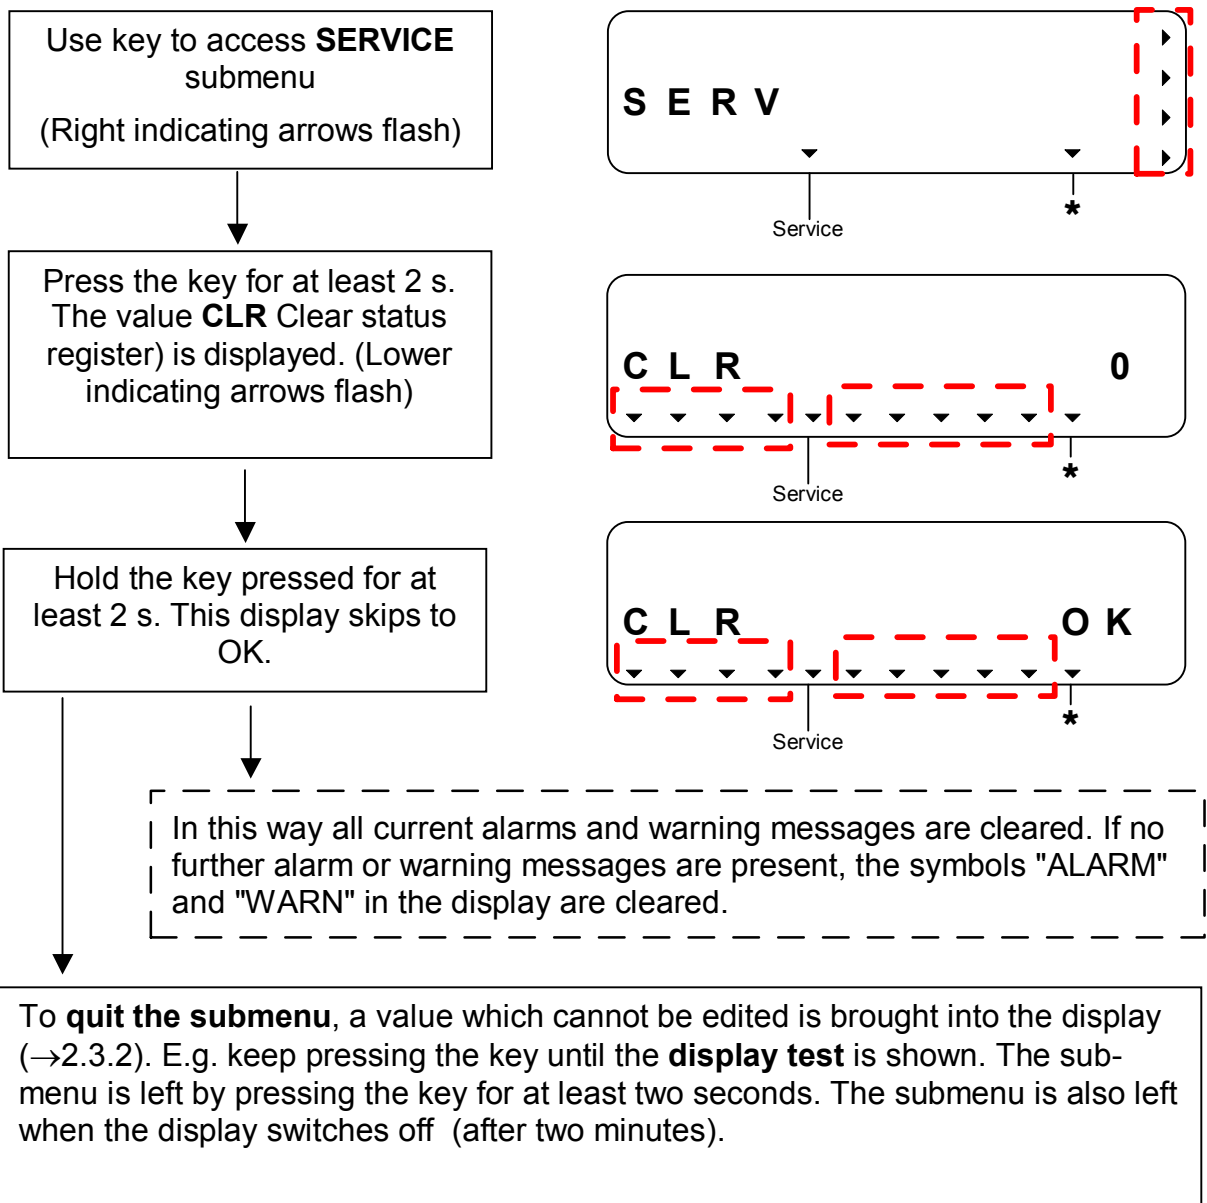 Use key to access SERVICE
submenu
(Right indicating arrows flash)
S E R V
Service
*
Press the key for at least 2 s.
The value CLR Clear status
register) is displayed. (Lower
indicating arrows flash)
C L R 0
Service
*
Hold the key pressed for at
least 2 s. This display skips to
OK.
C L R O K
Service
*
In this way all current alarms and warning messages are cleared. If no
further alarm or warning messages are present, the symbols "ALARM"
and "WARN" in the display are cleared.
To quit the submenu, a value which cannot be edited is brought into the display
(→2.3.2). E.g. keep pressing the key until the display test is shown. The sub-
menu is left by pressing the key for at least two seconds. The submenu is also left
when the display switches off (after two minutes).